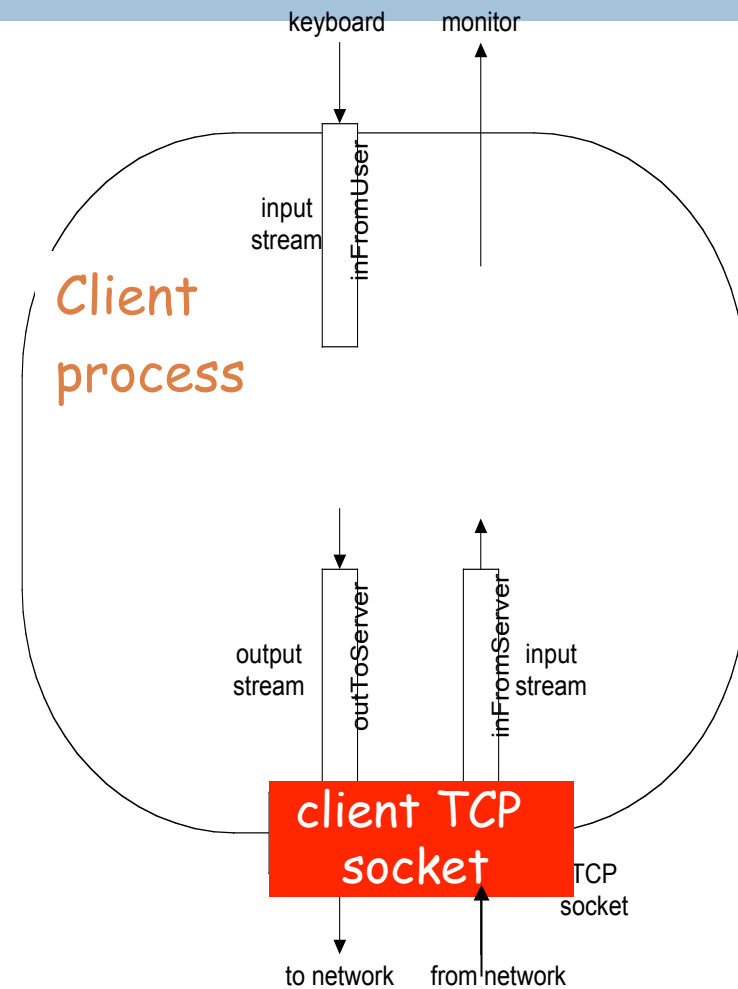 keyboard
monitor
input
stream
inFromUser
Client
process
output
stream
outToServer
inFromServer
input
stream
client TCP
socket
TCP
socket
to network
from network